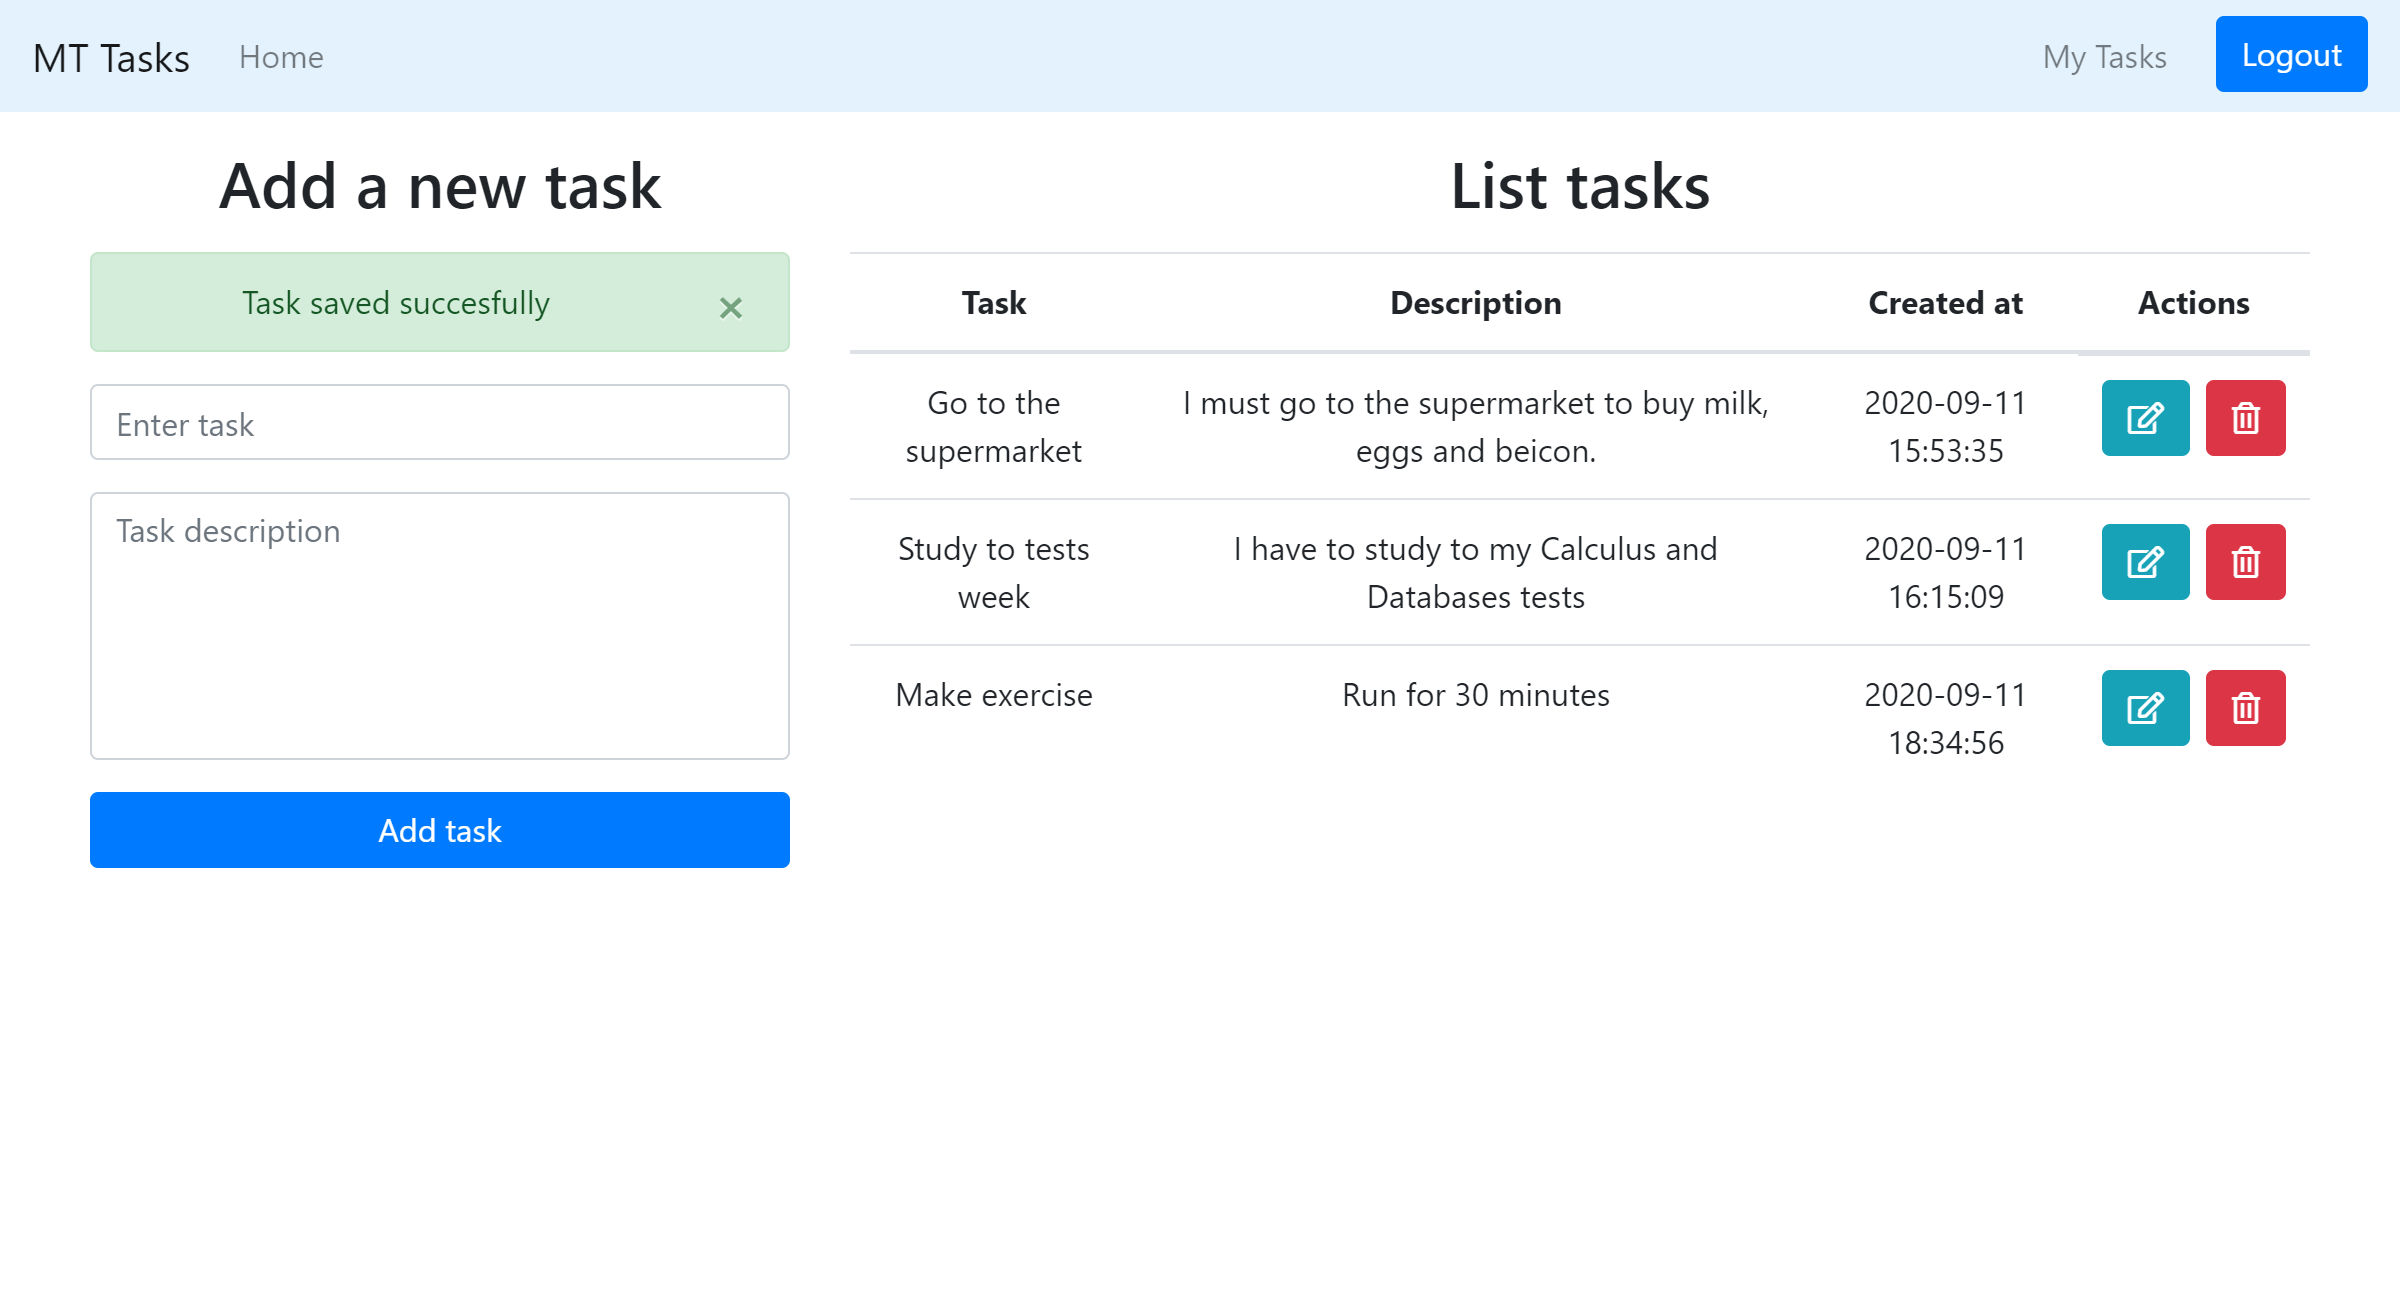 MT Tasks
Home
My Tasks
Logout
Add a new task
Task saved succesfully
×
Enter task
Task description
Add task
List tasks
Task Description Created at Actions
Go to the supermarket
I must go to the supermarket to buy milk,
eggs and beicon.
2020-09-11
15:53:35
Study to tests
week
I have to study to my Calculus and
Databases tests
2020-09-11
16:15:09
Make exercise
Run for 30 minutes
2020-09-11
18:34:56